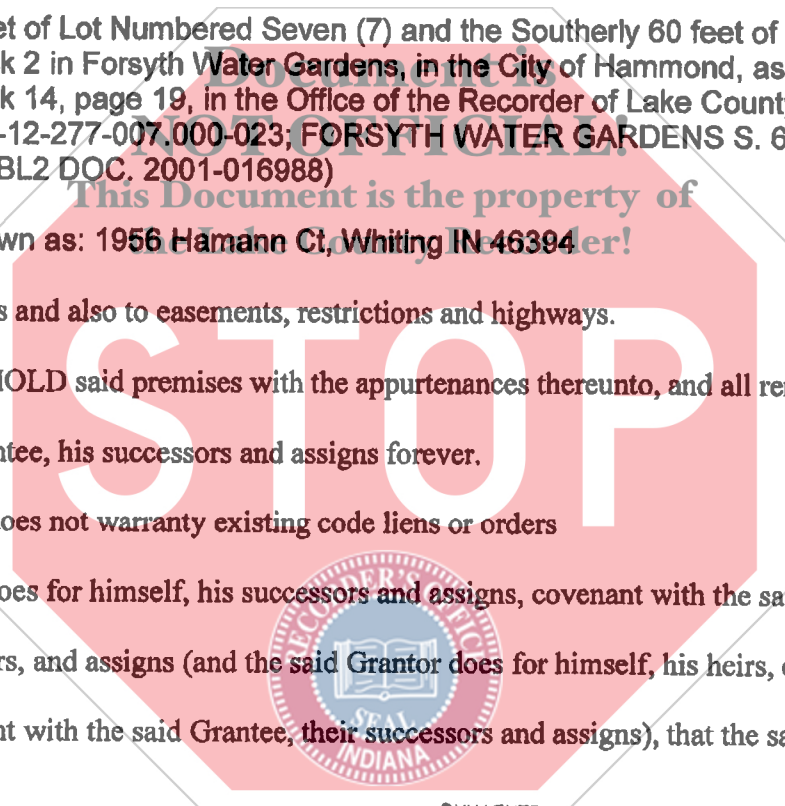 et of Lot Numbered Seven (7) and the Southerly 60 feet of
k 2 in Forsyth Water Gardens, in the City of Hammond, as
Document is
k 14, page 19, in the Office of the Recorder of Lake County
NOT OFFICIAL!
-12-277-007.000-023; FORSYTH WATER GARDENS S. 6
BL2 DOC. 2001-016988)
This Document is the property of
wn as: 1956 Hamann Ct, Whiting IN 46394
the Lake County Recorder!
s and also to easements, restrictions and highways.
STOP
HOLD said premises with the appurtenances thereunto, and all re
ntee, his successors and assigns forever.
oes not warranty existing code liens or orders
oes for himself, his successors and assigns, covenant with the sa
rs, and assigns (and the said Grantor does for himself, his heirs,
nt with the said Grantee, their successors and assigns), that the sa
RECORDER'S OFFICE
SEAL
INDIANA